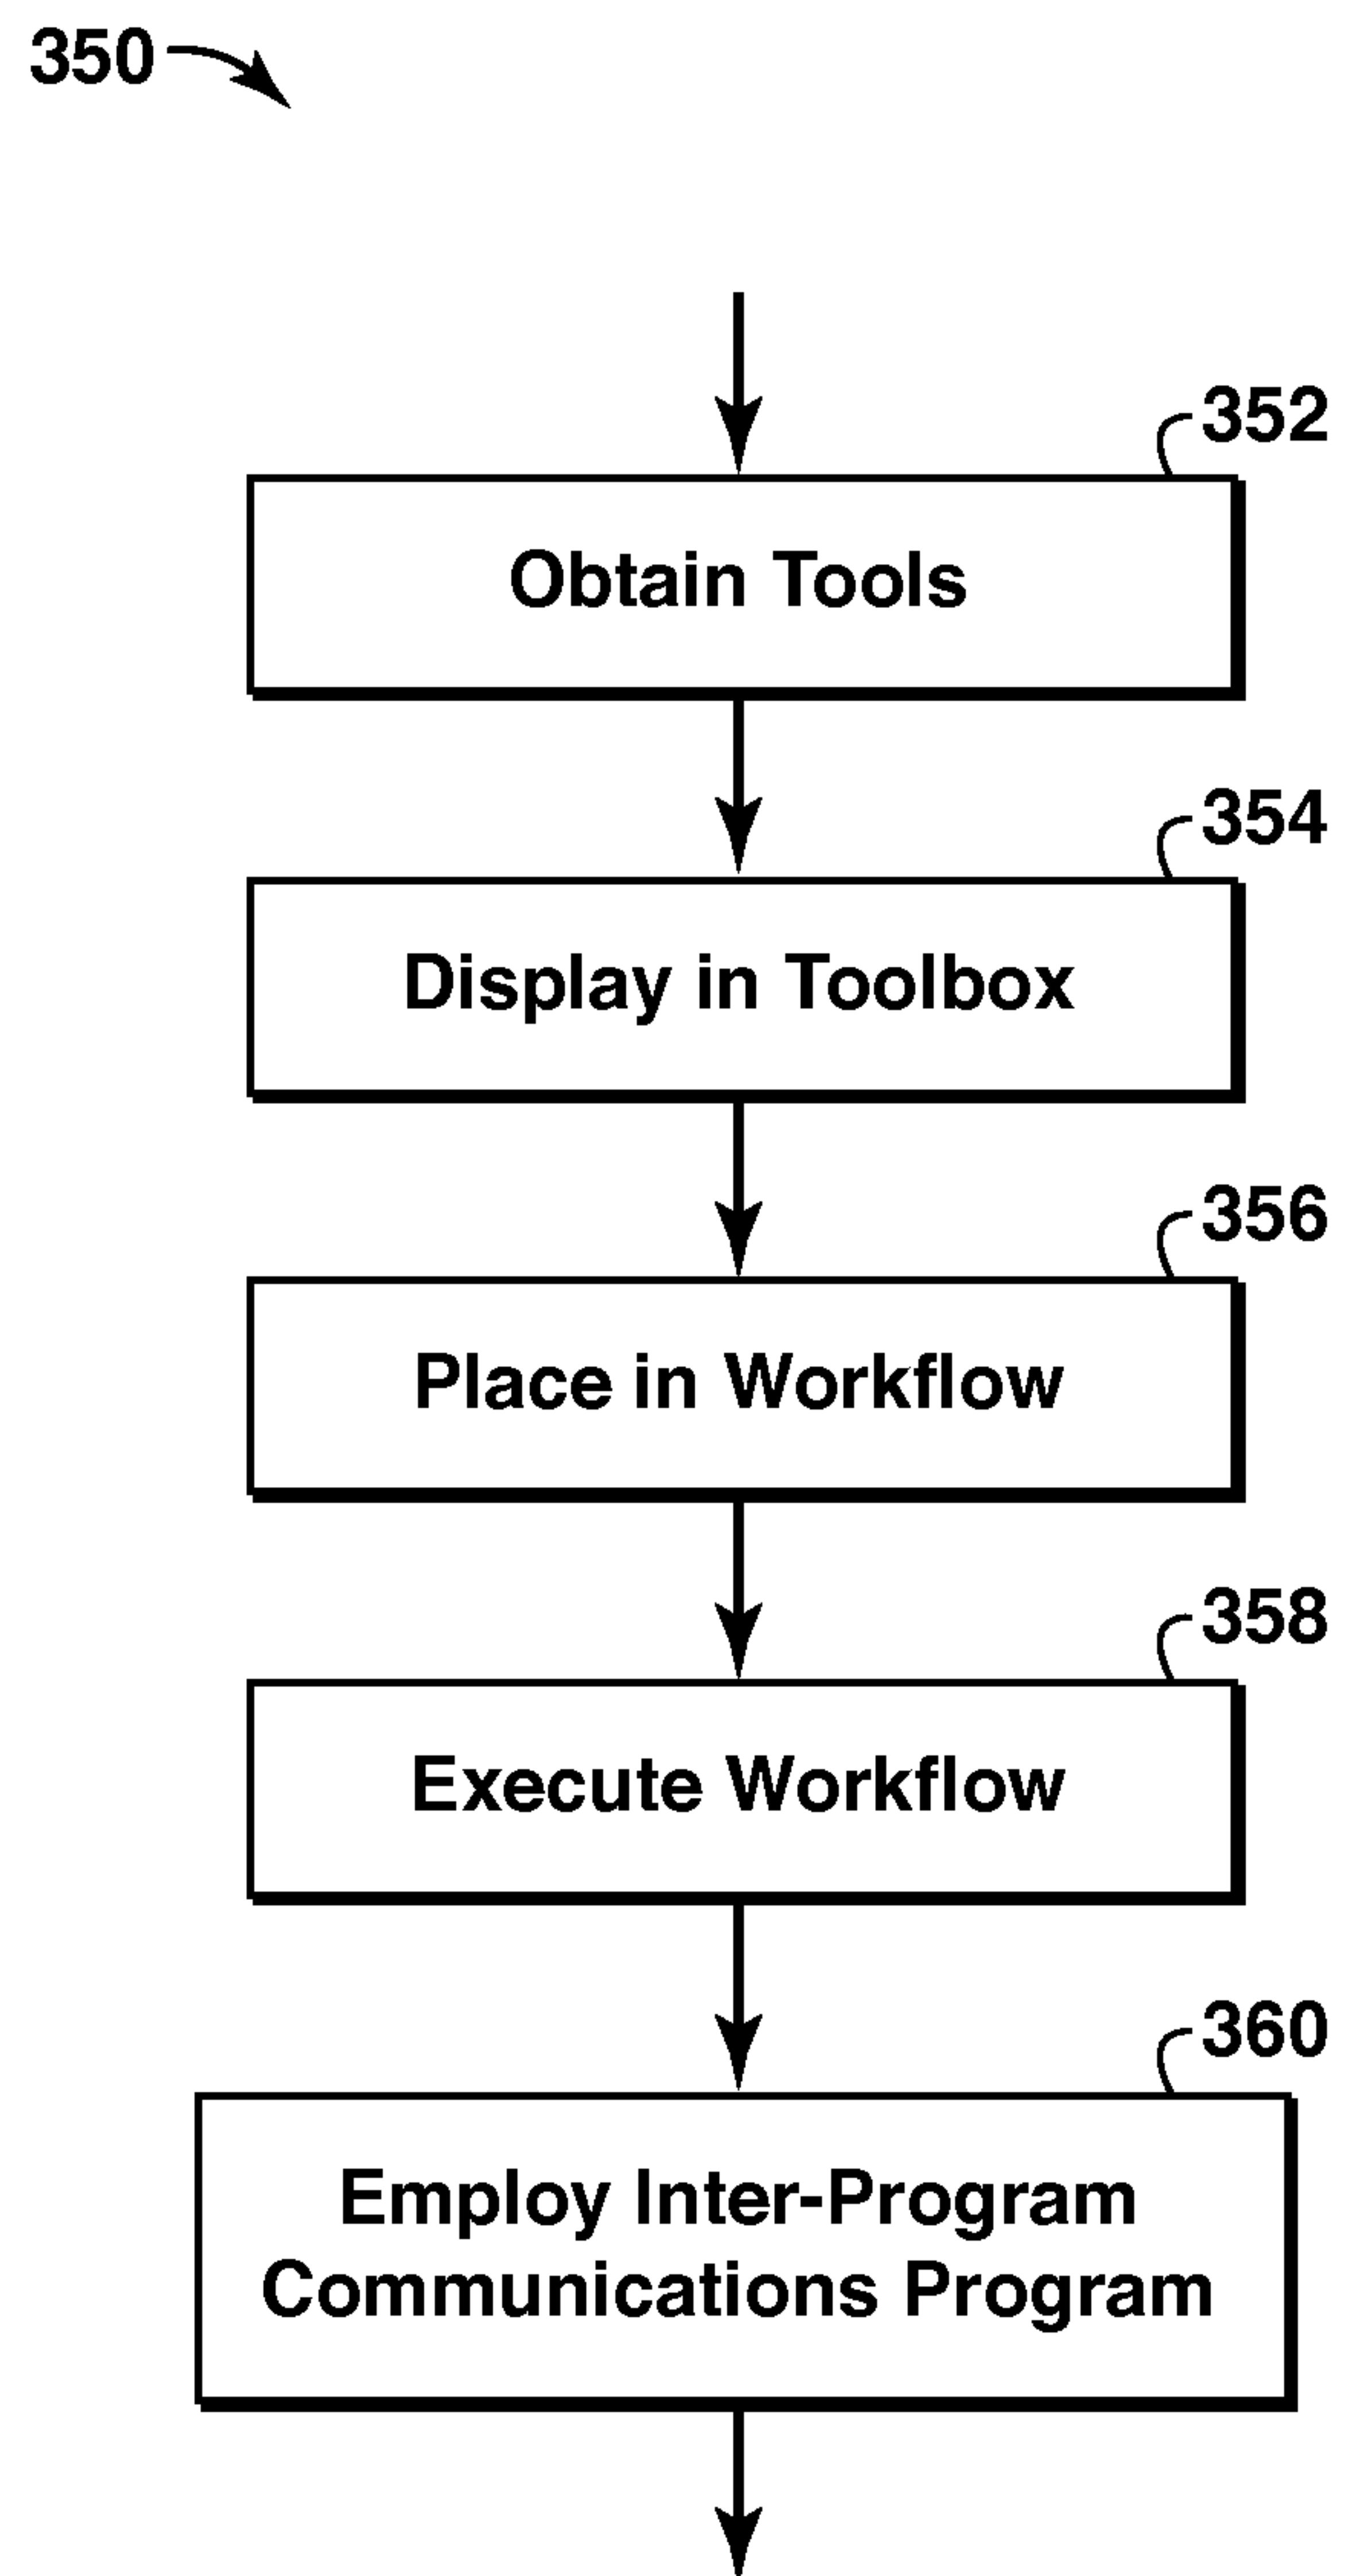 350
352
Obtain Tools
354
Display in Toolbox
356
Place in Workflow
358
Execute Workflow
360
Employ Inter-Program
Communications Program